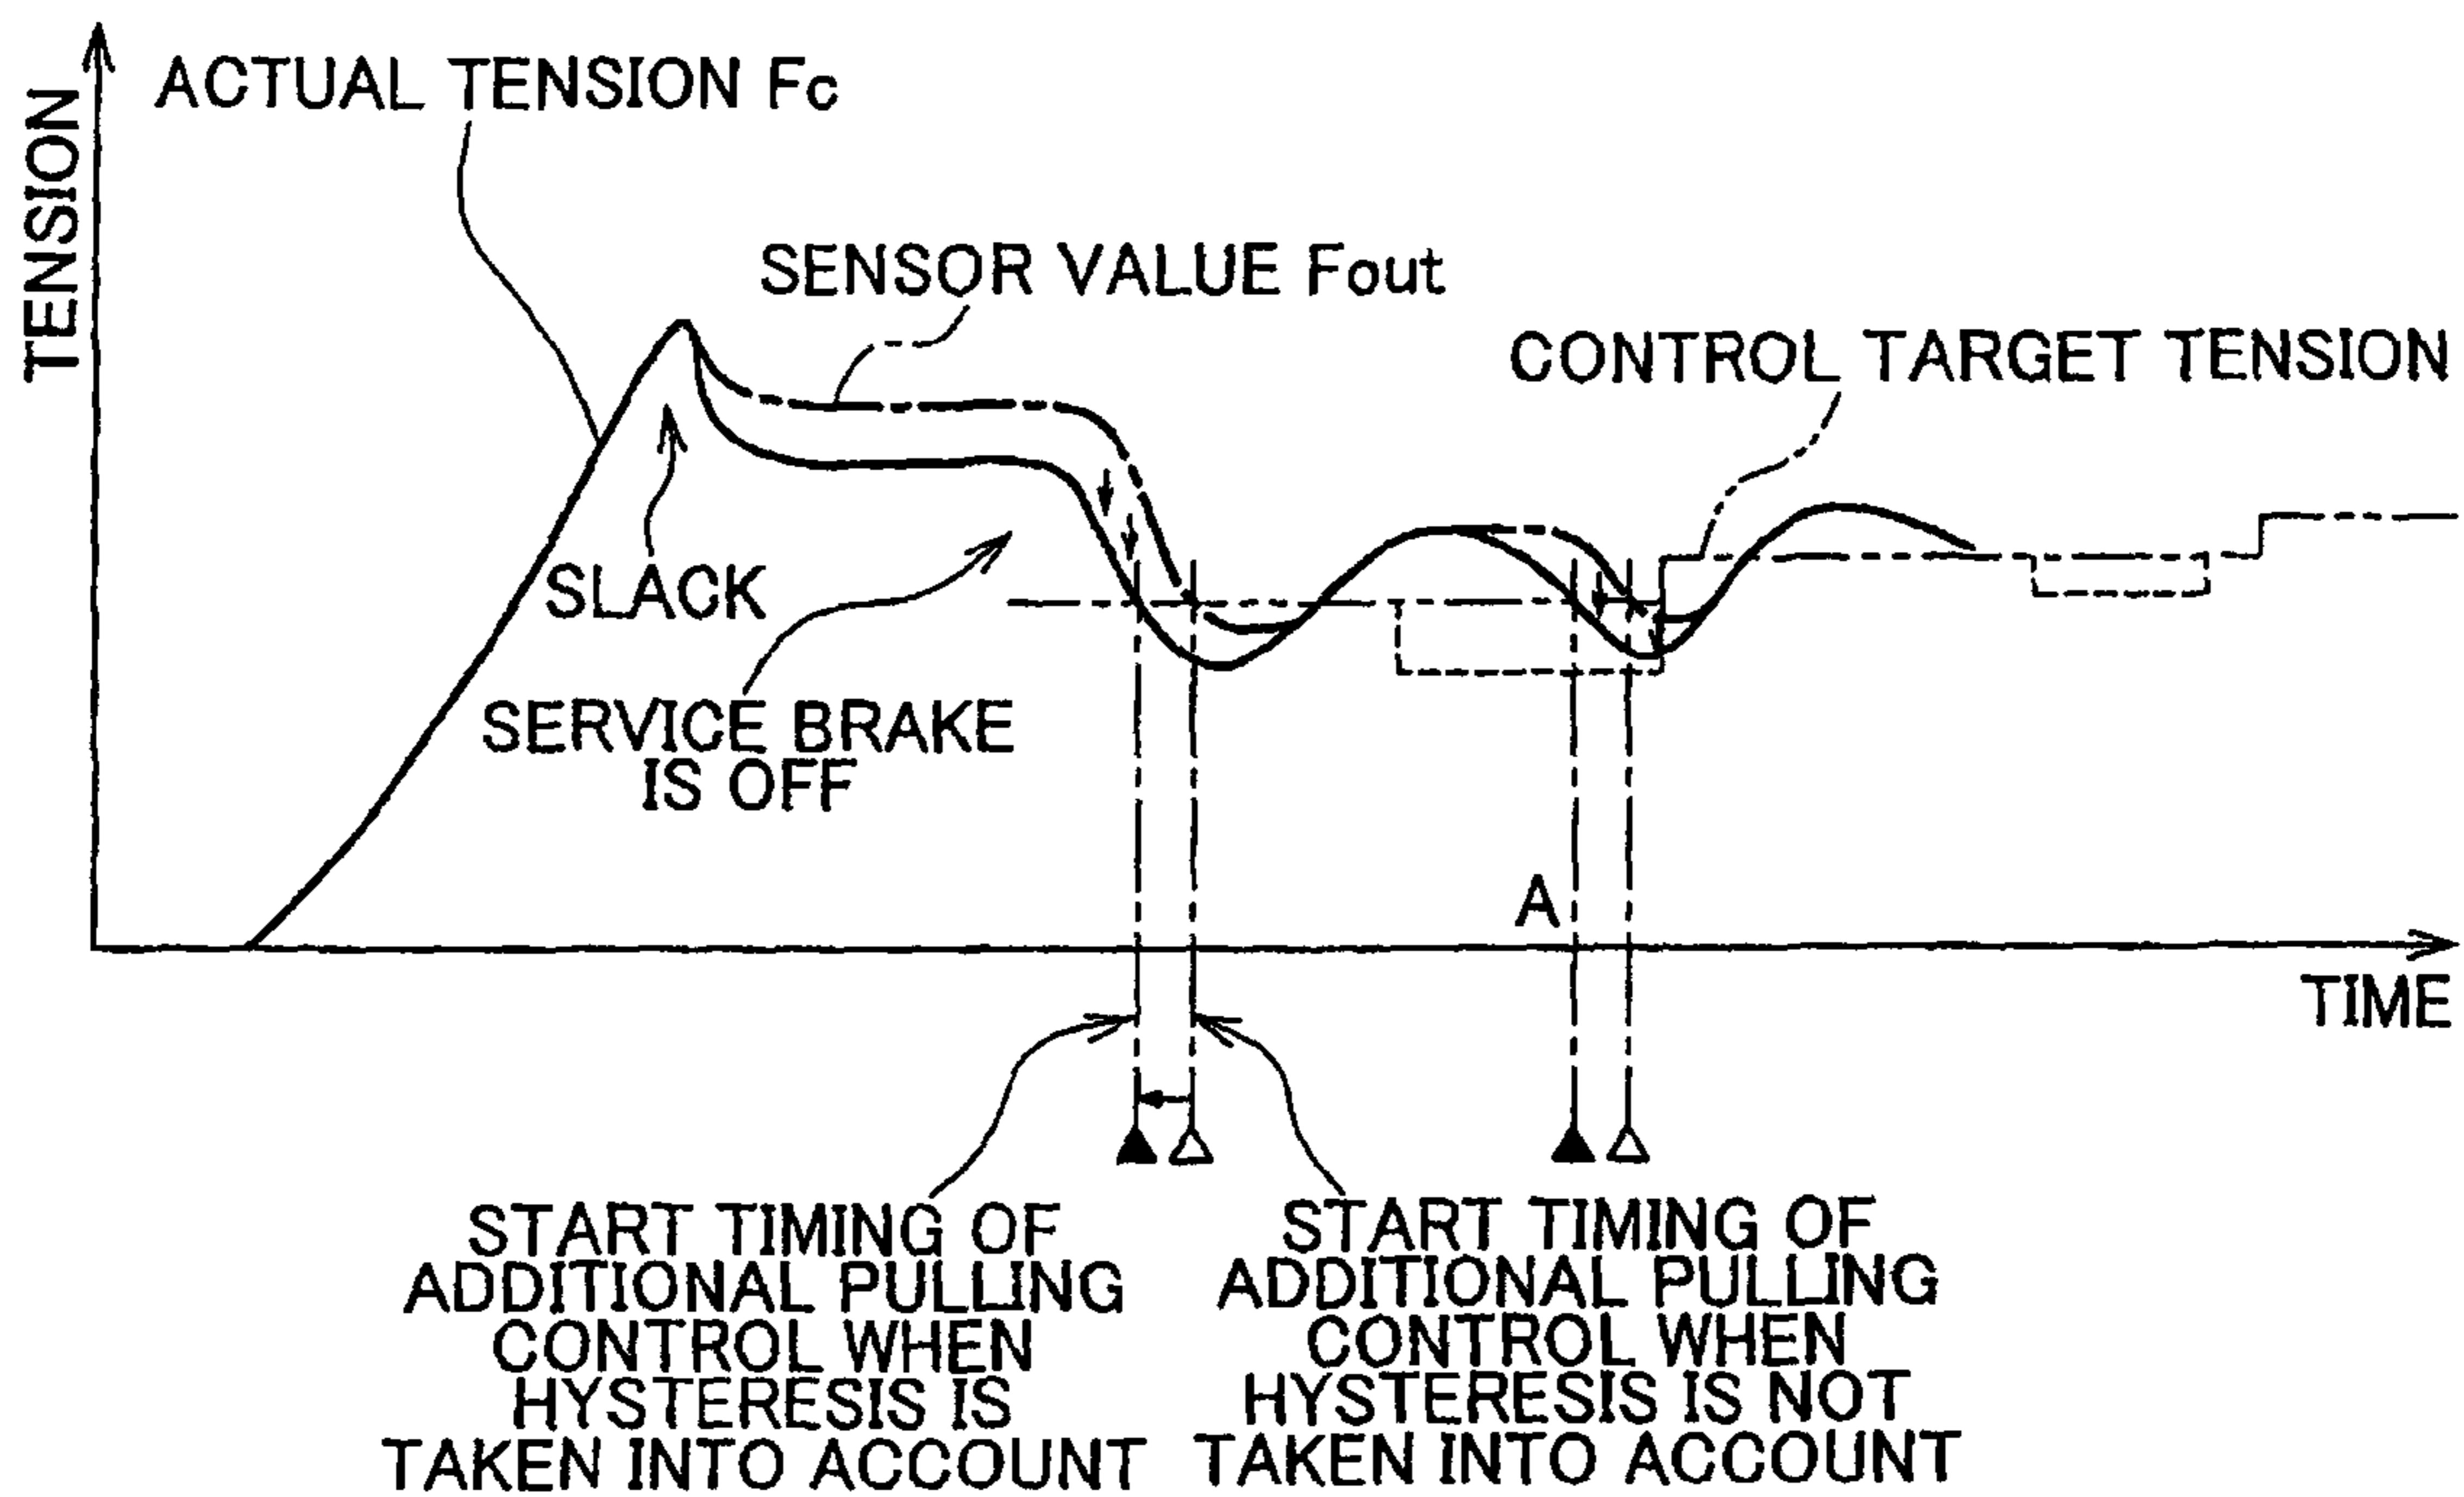 TENSION
ACTUAL TENSION Fc
SENSOR VALUE Fout
CONTROL TARGET TENSION
SLACK
SERVICE BRAKE
IS OFF
A
TIME
START TIMING OF
ADDITIONAL PULLING
CONTROL WHEN
HYSTERESIS IS
TAKEN INTO ACCOUNT
START TIMING OF
ADDITIONAL PULLING
CONTROL WHEN
HYSTERESIS IS NOT
TAKEN INTO ACCOUNT